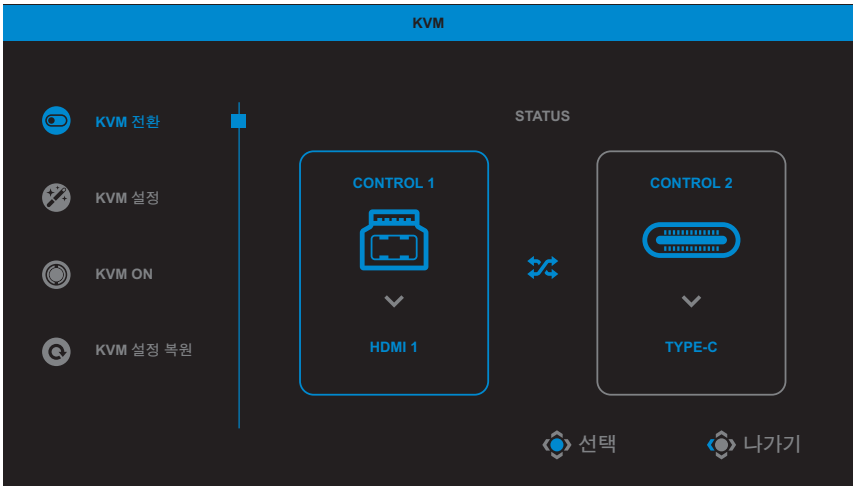 KVM
KVM 전환
KVM 설정
KVM ON
KVM 설정 복원
STATUS
CONTROL 1
HDMI 1
CONTROL 2
TYPE-C
선택
나가기